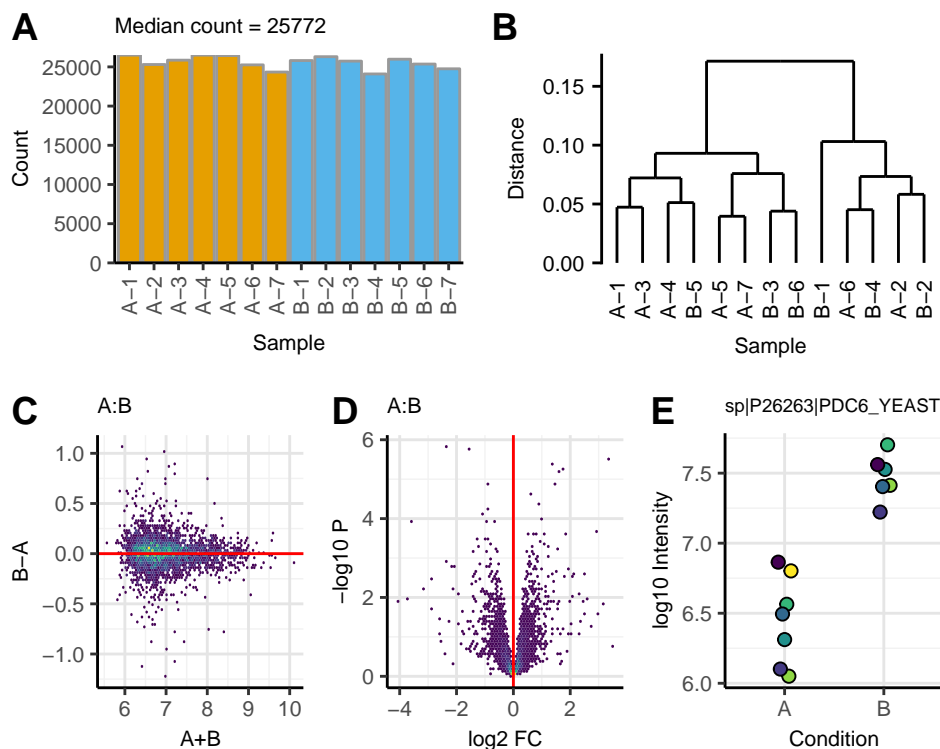 A
Median count = 25772
Count
25000
20000
15000
10000
5000
0
A−1
A−2
A−3
A−4
A−5
A−6
A−7
B−1
B−2
B−3
B−4
B−5
B−6
B−7
Sample
B
Distance
0.15
0.10
0.05
0.00
A−1
A−3
A−4
B−5
A−5
A−7
B−3
B−6
B−1
A−6
B−4
A−2
B−2
Sample
C
A:B
B−A
1.0
0.5
0.0
−0.5
−1.0
6 7 8 9 10
A+B
D
A:B
−log10 P
6
4
2
0
−4 −2 0 2
log2 FC
E
sp|P26263|PDC6_YEAST
log10 Intensity
7.5
7.0
6.5
6.0
A B
Condition